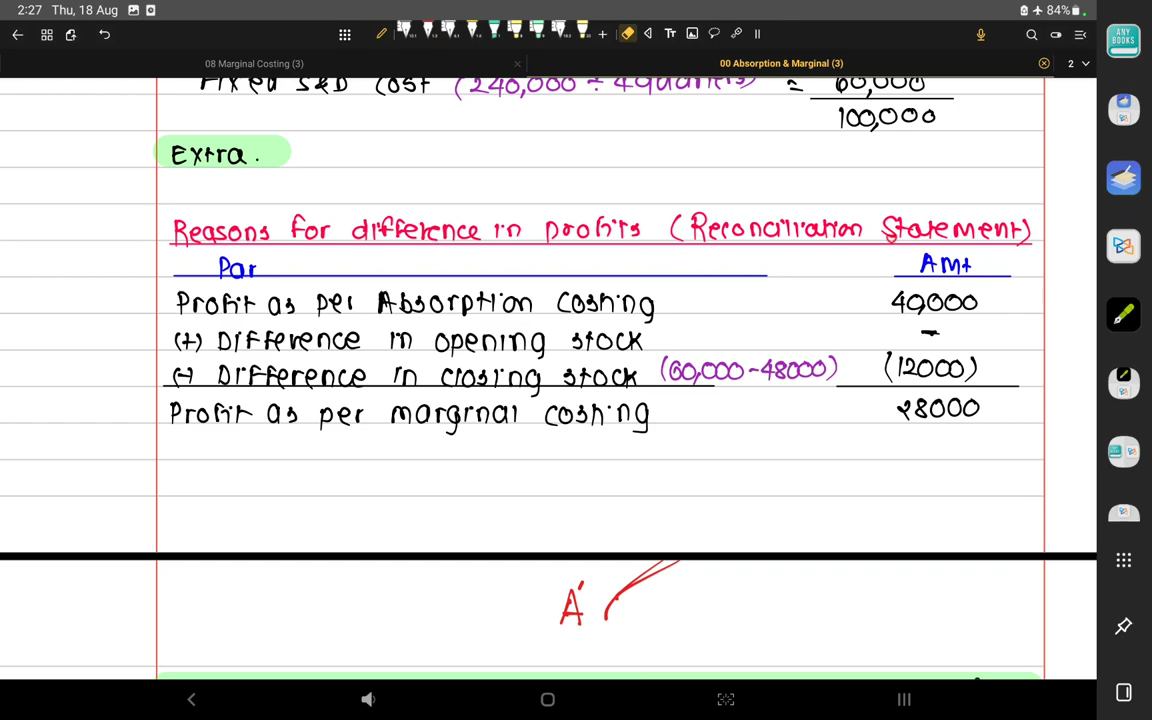 2:27 Thu, 18 Aug 84%
Tr
08 Marginal Costing (3) 00 Absorption & Marginal (3) 2
ANY BOOKS
Fixed S&D Cost (240,000 ÷ 4 quarters) = 60,000
100,000
Extra.
Reasons for difference in profits (Reconciliation Statement)
Par Amt
Profit as per Absorption costing 40,000
(+) Difference in opening stock -
(-) Difference in closing stock (60,000 - 48000) (12000)
Profit as per marginal costing 28000
A